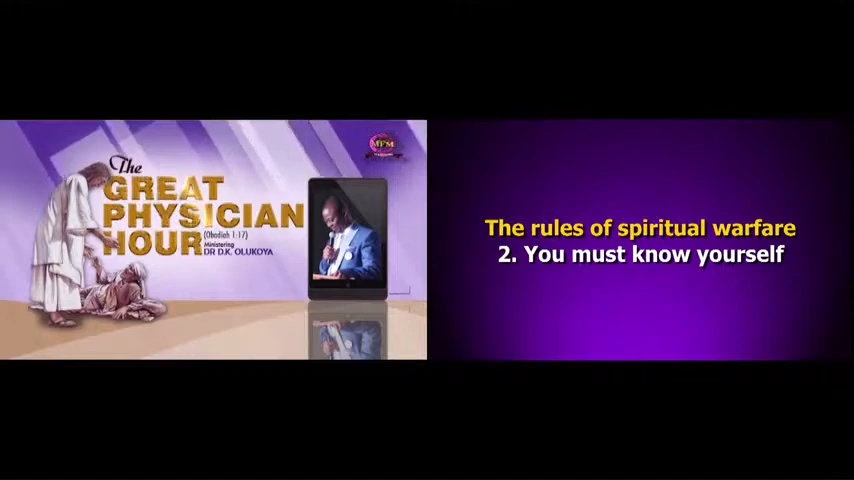 MFM
The
GREAT
PHYSICIAN
HOUR
(Obadiah 1:17)
Ministering
DR D.K. OLUKOYA
The rules of spiritual warfare
2. You must know yourself